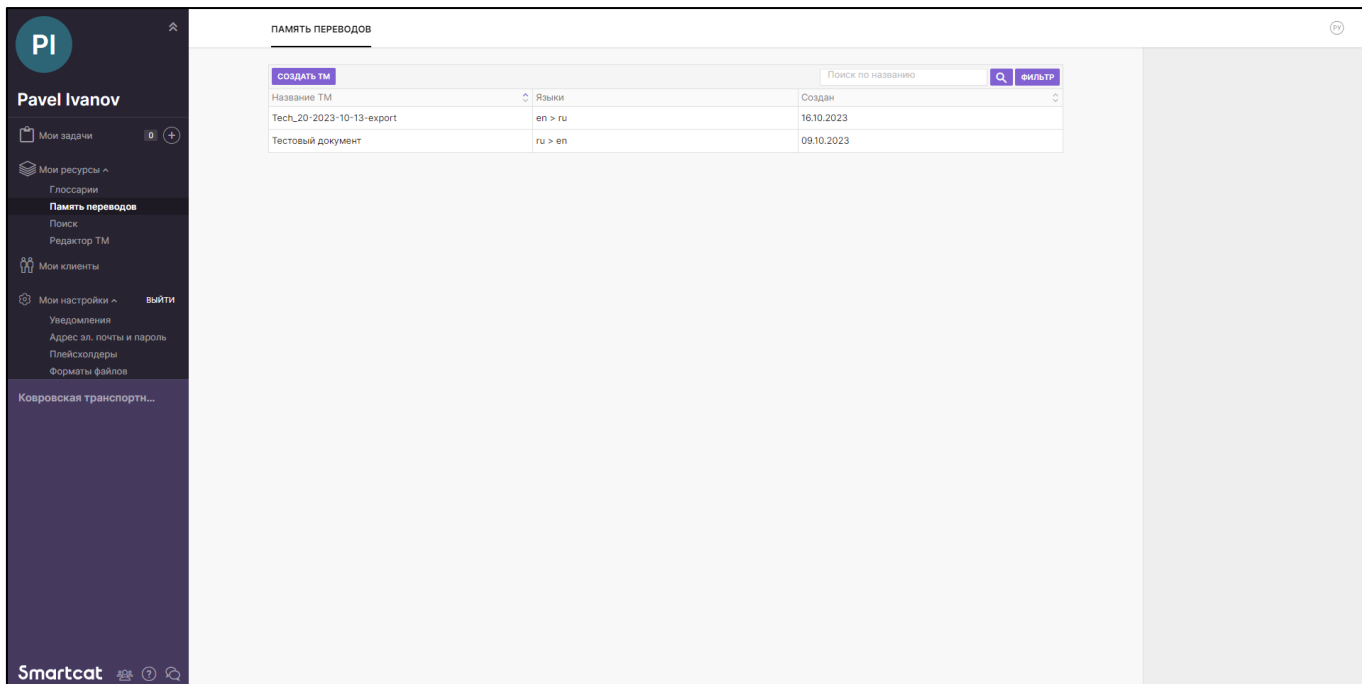 PI
Pavel Ivanov
Мои задачи 0
Мои ресурсы
Глоссарии
Память переводов
Поиск
Редактор ТМ
Мои клиенты
Мои настройки ВЫЙТИ
Уведомления
Адрес эл. почты и пароль
Плейсхолдеры
Форматы файлов
Ковровская транспортн...
Smartcat
ПАМЯТЬ ПЕРЕВОДОВ
РУ
СОЗДАТЬ ТМ Поиск по названию ФИЛЬТР
Название ТМ Языки Создан
Tech_20-2023-10-13-export en > ru 16.10.2023
Тестовый документ ru > en 09.10.2023